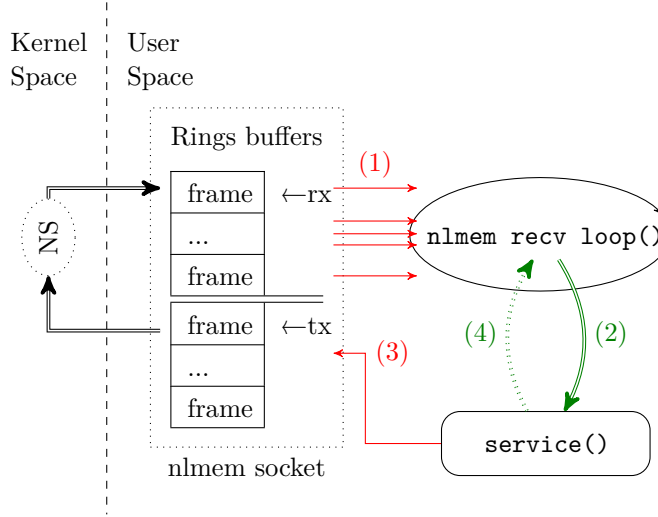 Kernel
Space
User
Space
Rings buffers
(1)
frame
←rx
NS
...
nlmem recv loop()
frame
frame
←tx
(4)
(2)
(3)
...
frame
service()
nlmem socket